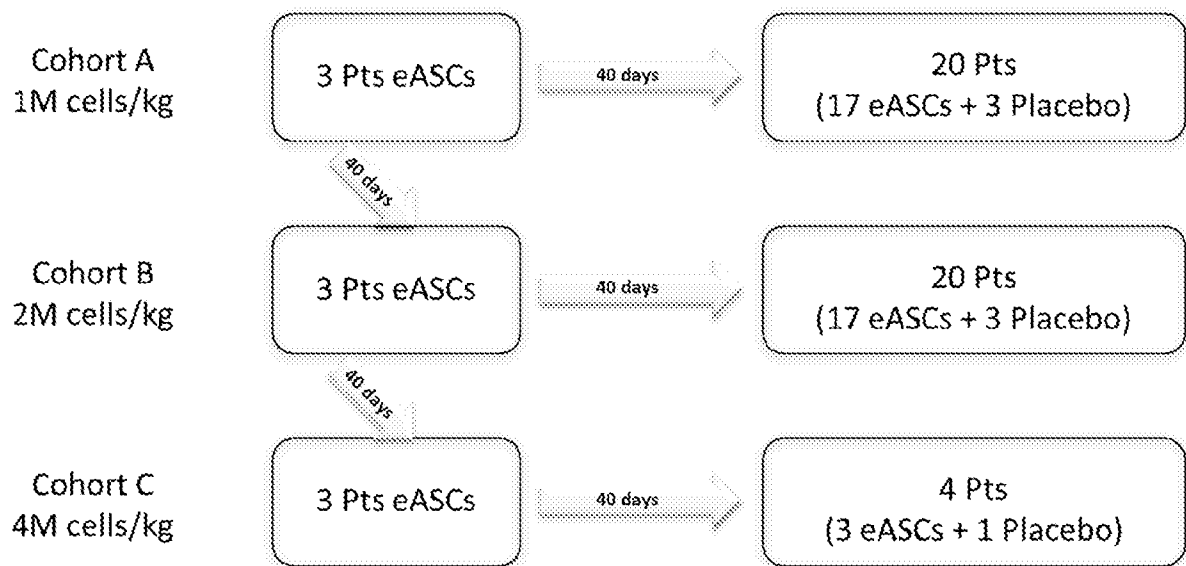 Cohort A
1M cells/kg
3 Pts eASCs
40 days
20 Pts
(17 eASCs + 3 Placebo)
40 days
Cohort B
2M cells/kg
3 Pts eASCs
40 days
20 Pts
(17 eASCs + 3 Placebo)
40 days
Cohort C
4M cells/kg
3 Pts eASCs
40 days
4 Pts
(3 eASCs + 1 Placebo)